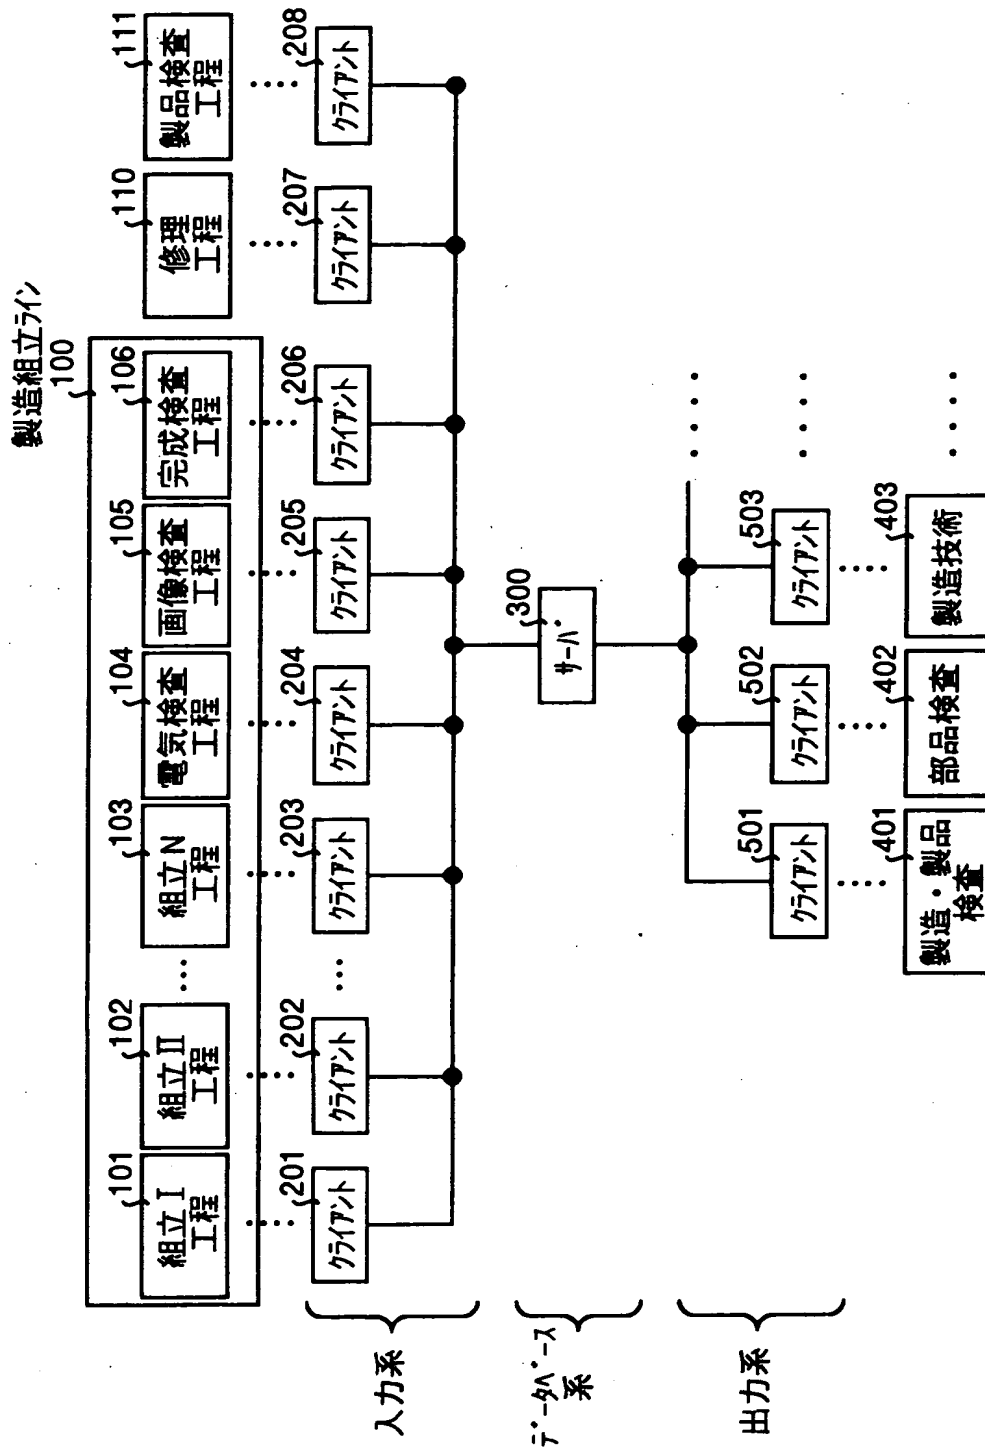 製造組立ライン
100
101
組立Ⅰ
工程
102
組立Ⅱ
工程
…
103
組立N
工程
104
電気検査
工程
105
画像検査
工程
106
完成検査
工程
110
修理
工程
111
製品検査
工程
入力系
201
クライアント
202
クライアント
…
203
クライアント
204
クライアント
205
クライアント
206
クライアント
207
クライアント
208
クライアント
データベース
系
300
サーバ
出力系
501
クライアント
502
クライアント
503
クライアント
401
製造・製品
検査
402
部品検査
403
製造技術